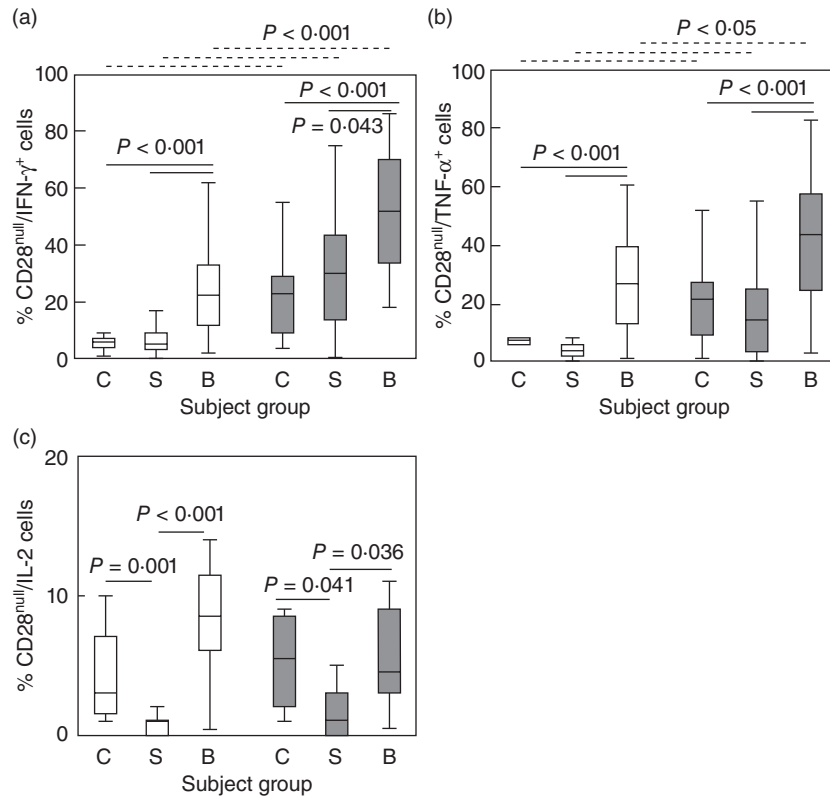 (a)
P < 0·001
100
80
60
40
20
0
% CD28null/IFN-γ+ cells
P < 0·001
P < 0·001
P = 0·043
C S B C S B
Subject group
(b)
P < 0·05
100
80
60
40
20
0
% CD28null/TNF-α+ cells
P < 0·001
P < 0·001
C S B C S B
Subject group
(c)
20
10
0
% CD28null/IL-2 cells
P < 0·001
P = 0·001
P = 0·036
P = 0·041
C S B C S B
Subject group